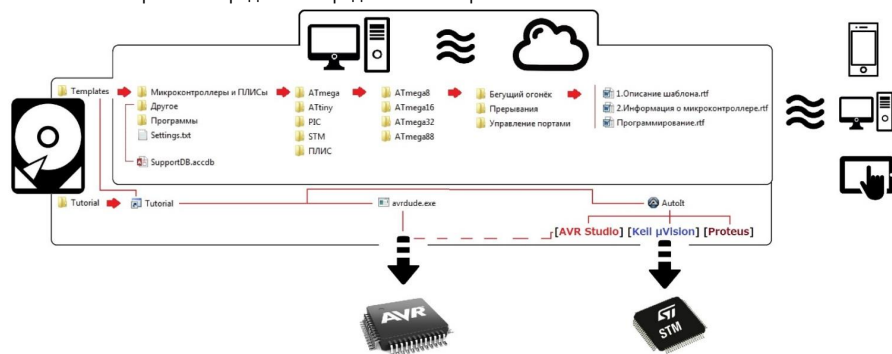 Templates
Микроконтроллеры и ПЛИСы
Другое
Программы
Settings.txt
SupportDB.accdb
ATmega
ATtiny
PIC
STM
ПЛИС
ATmega8
ATmega16
ATmega32
ATmega88
Бегущий огонёк
Прерывания
Управление портами
1.Описание шаблона.rtf
2.Информация о микроконтроллере.rtf
Программирование.rtf
Tutorial
Tutorial
avrdude.exe
AutoIt
[AVR Studio] [Keil µVision] [Proteus]
AVR
STM